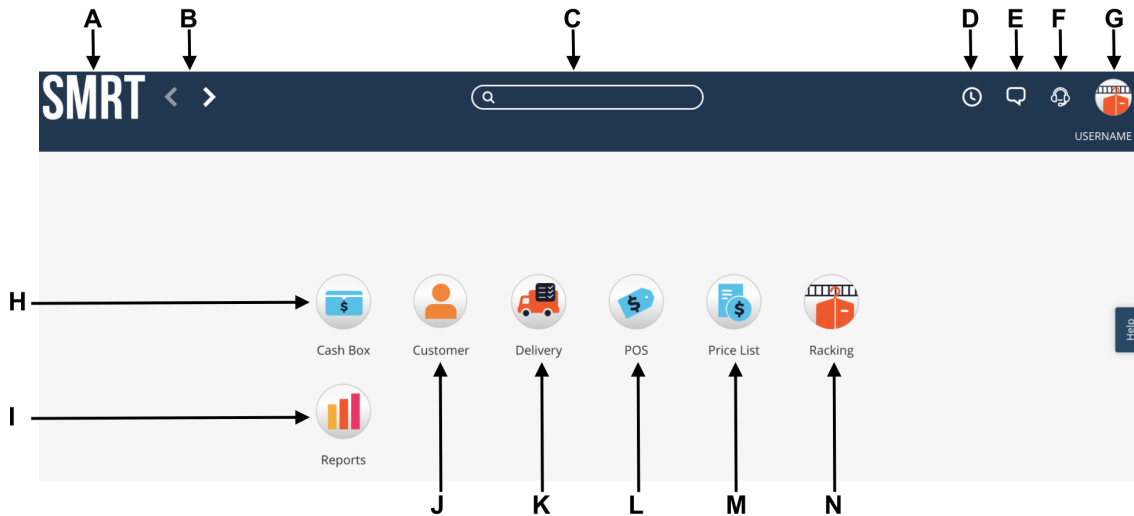 A B C D E F G
SMRT
USERNAME
H
$ $ $
Cash Box Customer Delivery POS Price List Racking
Help
I
Reports
J K L M N